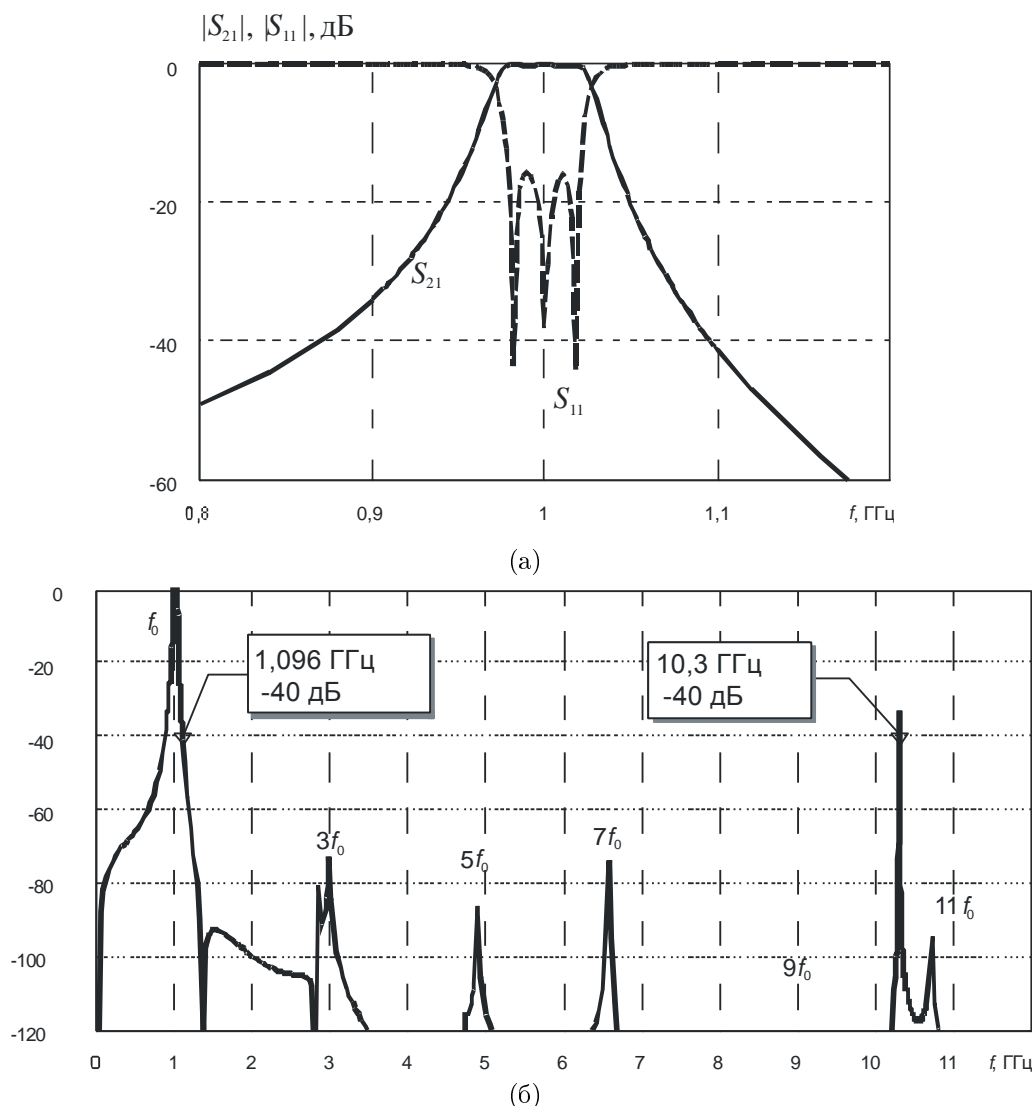 |S₂₁|, |S₁₁|, дБ
0
-20
S₂₁
-40
S₁₁
-60
0,8 0,9 1 1,1 f, ГГц
(а)
0
f₀
1,096 ГГц
-40 дБ
10,3 ГГц
-40 дБ
-20
-40
-60
3f₀
7f₀
5f₀
-80
11f₀
-100
9f₀
-120
0 1 2 3 4 5 6 7 8 9 10 11 f, ГГц
(б)